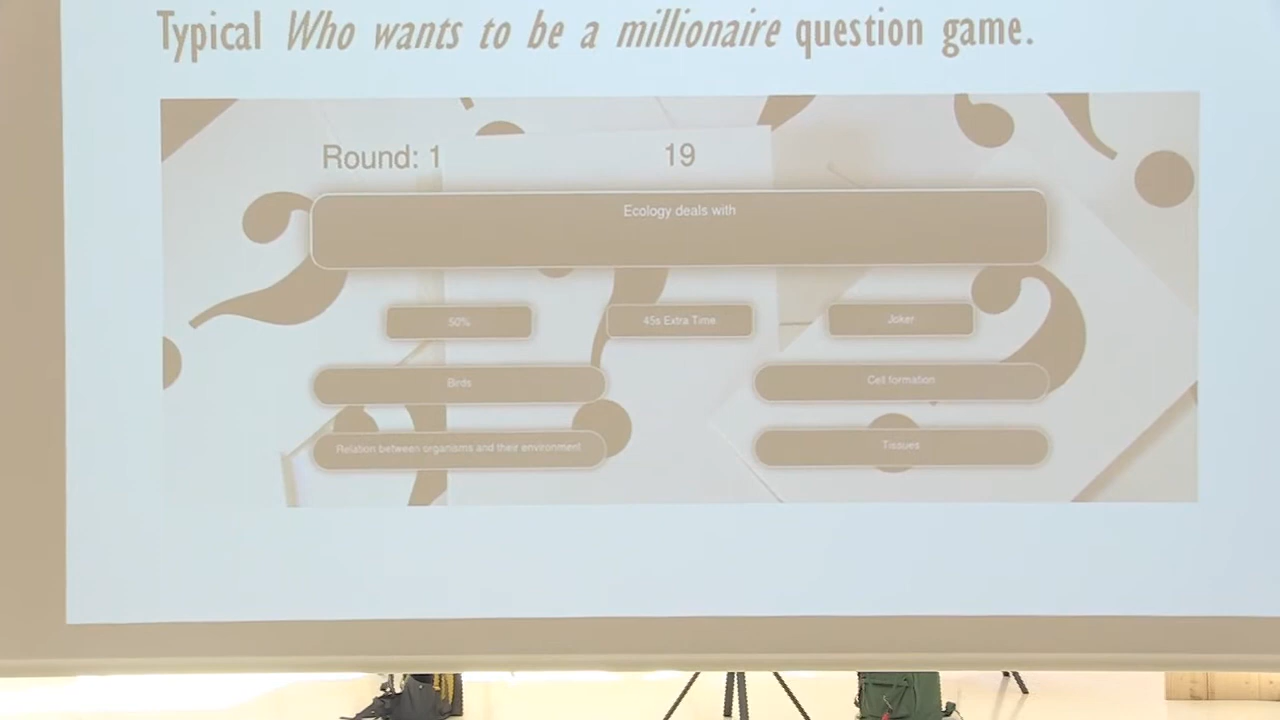 Typical Who wants to be a millionaire question game.
Round: 1
19
Ecology deals with
50%
45s Extra Time
Joker
Birds
Cell formation
Relation between organisms and their environment
Tissues